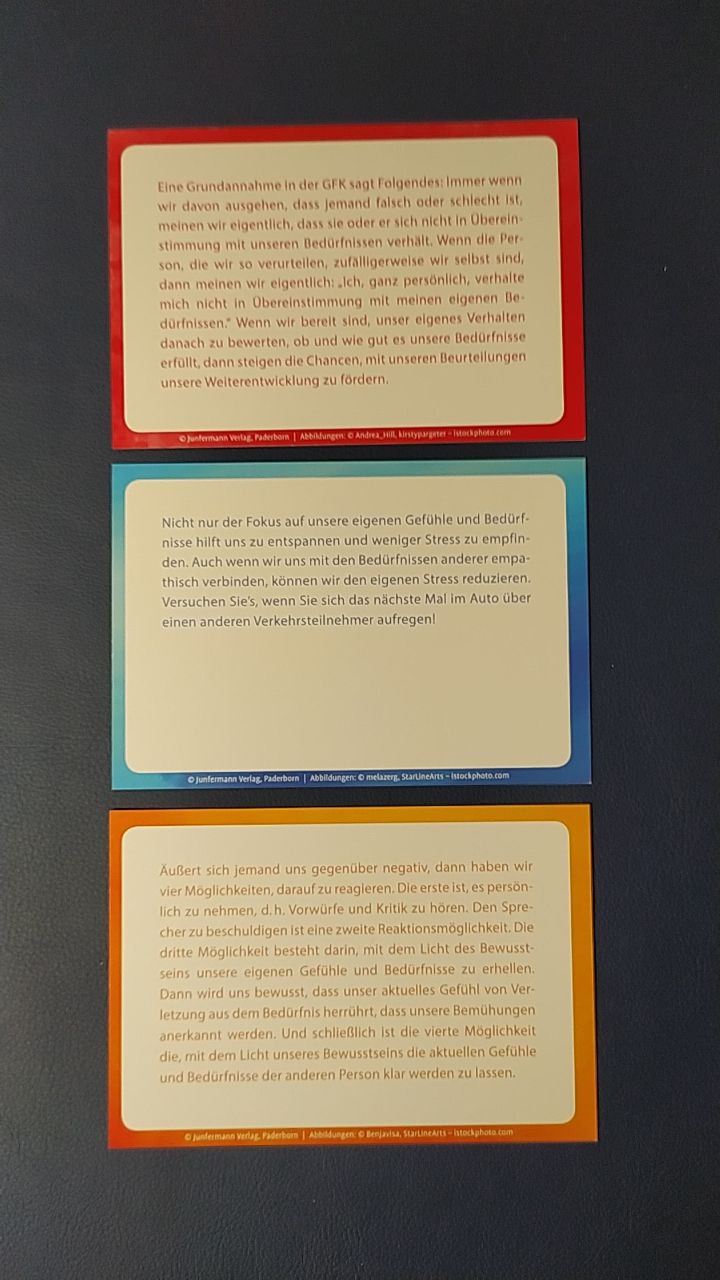 Eine Grundannahme in der GFK sagt Folgendes: Immer wenn
wir davon ausgehen, dass jemand falsch oder schlecht ist,
meinen wir eigentlich, dass sie oder er sich nicht in Überein-
stimmung mit unseren Bedürfnissen verhält. Wenn die Per-
son, die wir so verurteilen, zufälligerweise wir selbst sind,
dann meinen wir eigentlich: „Ich, ganz persönlich, verhalte
mich nicht in Übereinstimmung mit meinen eigenen Be-
dürfnissen.“ Wenn wir bereit sind, unser eigenes Verhalten
danach zu bewerten, ob und wie gut es unsere Bedürfnisse
erfüllt, dann steigen die Chancen, mit unseren Beurteilungen
unsere Weiterentwicklung zu fördern.
© Junfermann Verlag, Paderborn | Abbildungen: © Andrea_Hill, kirstypargeter – istockphoto.com
Nicht nur der Fokus auf unsere eigenen Gefühle und Bedürf-
nisse hilft uns zu entspannen und weniger Stress zu empfin-
den. Auch wenn wir uns mit den Bedürfnissen anderer empa-
thisch verbinden, können wir den eigenen Stress reduzieren.
Versuchen Sie’s, wenn Sie sich das nächste Mal im Auto über
einen anderen Verkehrsteilnehmer aufregen!
© Junfermann Verlag, Paderborn | Abbildungen: © melazerg, StarLineArts – istockphoto.com
Äußert sich jemand uns gegenüber negativ, dann haben wir
vier Möglichkeiten, darauf zu reagieren. Die erste ist, es persön-
lich zu nehmen, d. h. Vorwürfe und Kritik zu hören. Den Spre-
cher zu beschuldigen ist eine zweite Reaktionsmöglichkeit. Die
dritte Möglichkeit besteht darin, mit dem Licht des Bewusst-
seins unsere eigenen Gefühle und Bedürfnisse zu erhellen.
Dann wird uns bewusst, dass unser aktuelles Gefühl von Ver-
letzung aus dem Bedürfnis herrührt, dass unsere Bemühungen
anerkannt werden. Und schließlich ist die vierte Möglichkeit
die, mit dem Licht unseres Bewusstseins die aktuellen Gefühle
und Bedürfnisse der anderen Person klar werden zu lassen.
© Junfermann Verlag, Paderborn | Abbildungen: © Benjavisa, StarLineArts – istockphoto.com